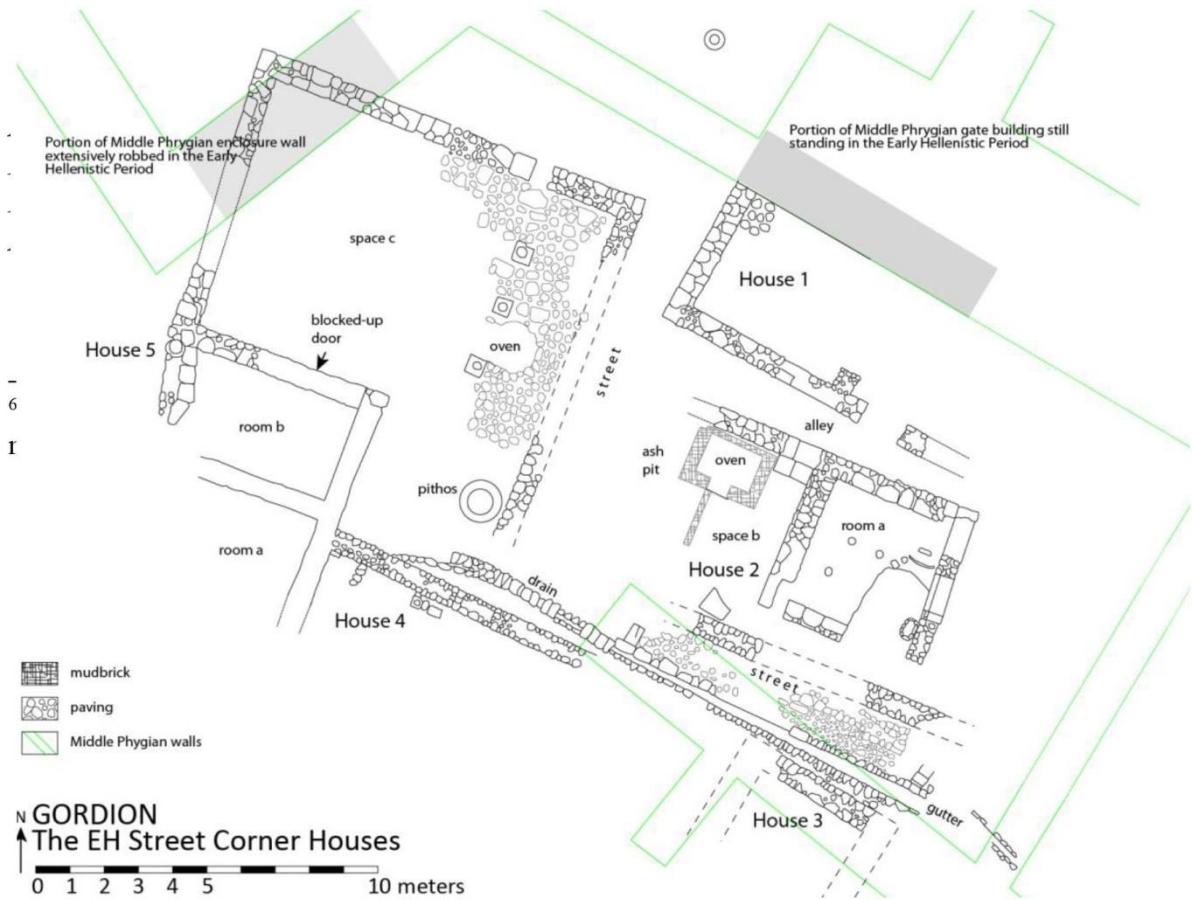 Portion of Middle Phrygian enclosure wall
extensively robbed in the Early
Hellenistic Period
Portion of Middle Phrygian gate building still
standing in the Early Hellenistic Period
space c
House 1
blocked-up
door
House 5
oven
street
room b
alley
ash
pit
oven
pithos
room a
space b
room a
House 2
drain
House 4
street
mudbrick
paving
Middle Phygian walls
House 3
gutter
N
GORDION
The EH Street Corner Houses
0 1 2 3 4 5 10 meters
6